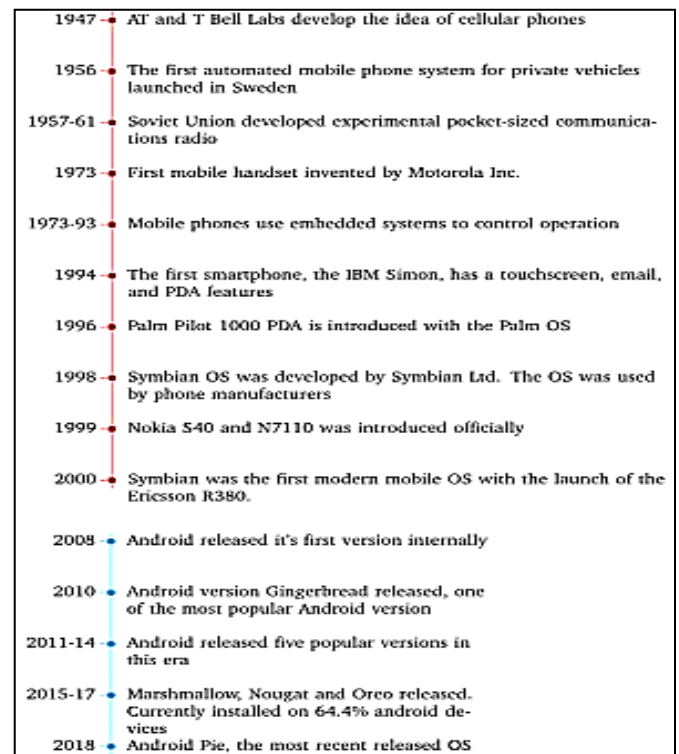 1947 AT and T Bell Labs develop the idea of cellular phones
1956 The first automated mobile phone system for private vehicles
launched in Sweden
1957-61 Soviet Union developed experimental pocket-sized communica-
tions radio
1973 First mobile handset invented by Motorola Inc.
1973-93 Mobile phones use embedded systems to control operation
1994 The first smartphone, the IBM Simon, has a touchscreen, email,
and PDA features
1996 Palm Pilot 1000 PDA is introduced with the Palm OS
1998 Symbian OS was developed by Symbian Ltd. The OS was used
by phone manufacturers
1999 Nokia S40 and N7110 was introduced officially
2000 Symbian was the first modern mobile OS with the launch of the
Ericsson R380.
2008 Android released it's first version internally
2010 Android version Gingerbread released, one
of the most popular Android version
2011-14 Android released five popular versions in
this era
2015-17 Marshmallow, Nougat and Oreo released.
Currently installed on 64.4% android de-
vices
2018 Android Pie, the most recent released OS